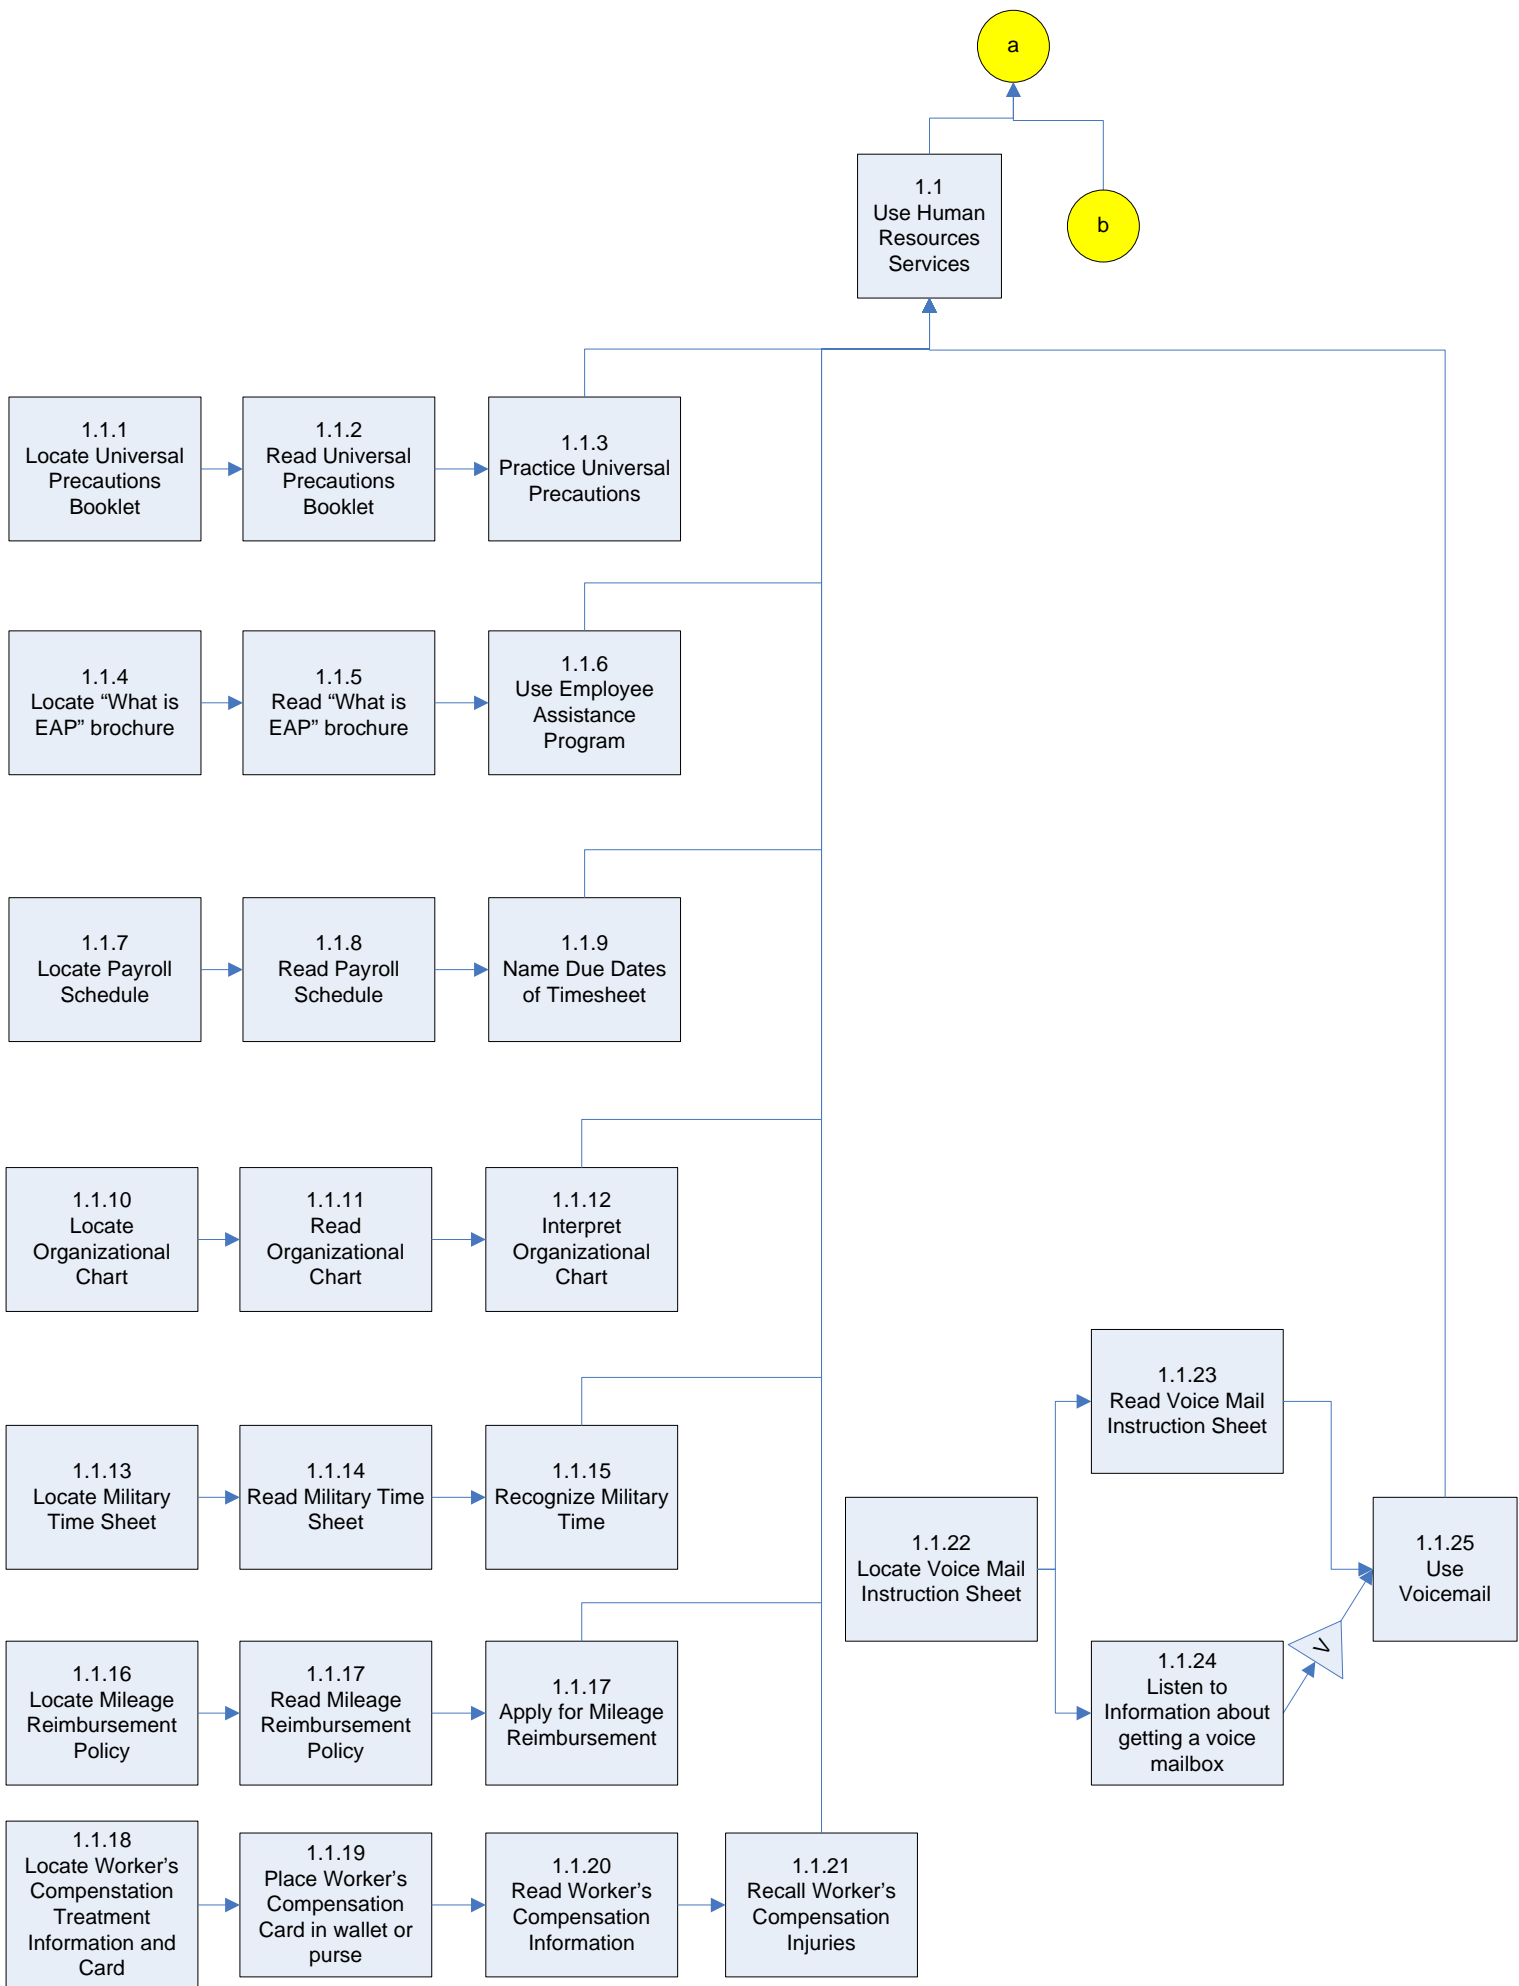 a
1.1
Use Human
Resources
Services
b
1.1.1
Locate Universal
Precautions
Booklet
1.1.2
Read Universal
Precautions
Booklet
1.1.3
Practice Universal
Precautions
1.1.4
Locate “What is
EAP” brochure
1.1.5
Read “What is
EAP” brochure
1.1.6
Use Employee
Assistance
Program
1.1.7
Locate Payroll
Schedule
1.1.8
Read Payroll
Schedule
1.1.9
Name Due Dates
of Timesheet
1.1.10
Locate
Organizational
Chart
1.1.11
Read
Organizational
Chart
1.1.12
Interpret
Organizational
Chart
1.1.13
Locate Military
Time Sheet
1.1.14
Read Military Time
Sheet
1.1.15
Recognize Military
Time
1.1.16
Locate Mileage
Reimbursement
Policy
1.1.17
Read Mileage
Reimbursement
Policy
1.1.17
Apply for Mileage
Reimbursement
1.1.18
Locate Worker’s
Compenstation
Treatment
Information and
Card
1.1.19
Place Worker’s
Compensation
Card in wallet or
purse
1.1.20
Read Worker’s
Compensation
Information
1.1.21
Recall Worker’s
Compensation
Injuries
1.1.22
Locate Voice Mail
Instruction Sheet
1.1.23
Read Voice Mail
Instruction Sheet
1.1.24
Listen to
Information about
getting a voice
mailbox
V
1.1.25
Use
Voicemail